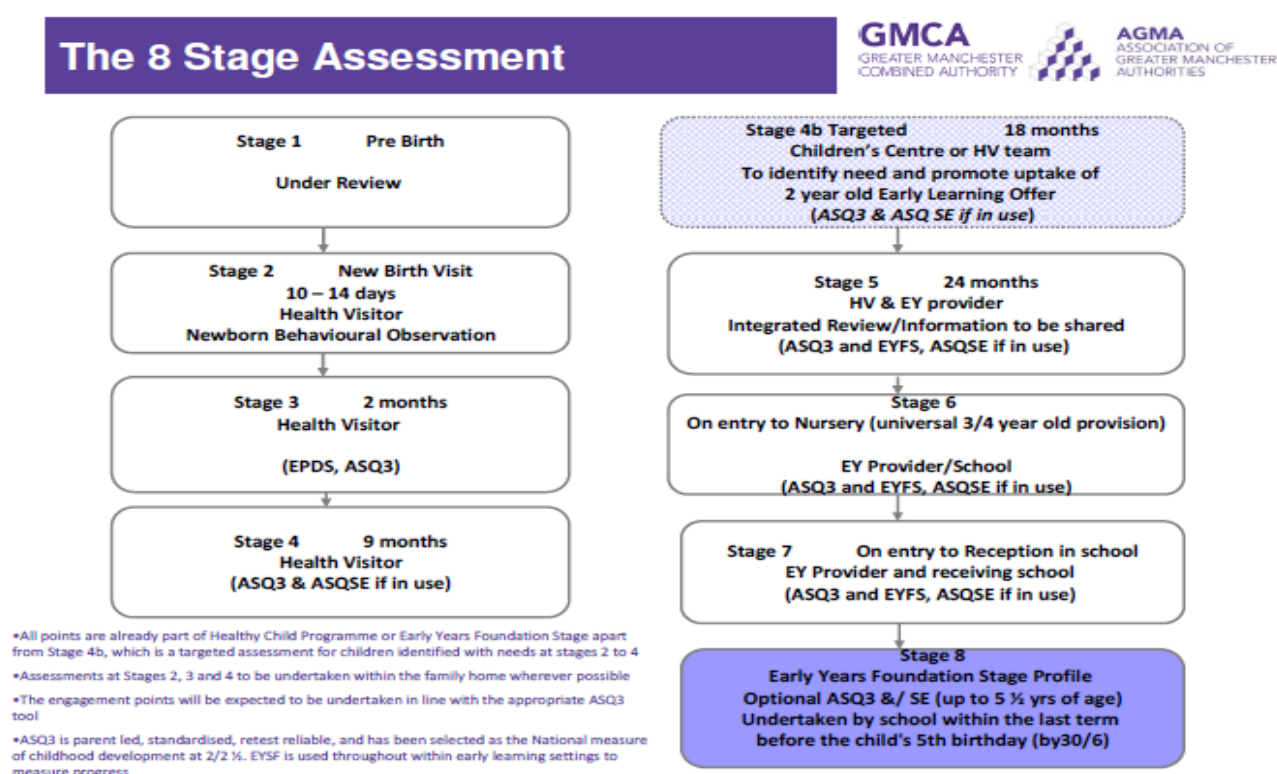 The 8 Stage Assessment
GMCA
GREATER MANCHESTER
COMBINED AUTHORITY
AGMA
ASSOCIATION OF
GREATER MANCHESTER
AUTHORITIES
Stage 1 Pre Birth
Under Review
Stage 2 New Birth Visit
10 – 14 days
Health Visitor
Newborn Behavioural Observation
Stage 3 2 months
Health Visitor
(EPDS, ASQ3)
Stage 4 9 months
Health Visitor
(ASQ3 & ASQSE if in use)
•All points are already part of Healthy Child Programme or Early Years Foundation Stage apart
from Stage 4b, which is a targeted assessment for children identified with needs at stages 2 to 4
•Assessments at Stages 2, 3 and 4 to be undertaken within the family home wherever possible
•The engagement points will be expected to be undertaken in line with the appropriate ASQ3
tool
•ASQ3 is parent led, standardised, retest reliable, and has been selected as the National measure
of childhood development at 2/2 ½. EYSF is used throughout within early learning settings to
measure progress
Stage 4b Targeted 18 months
Children's Centre or HV team
To identify need and promote uptake of
2 year old Early Learning Offer
(ASQ3 & ASQ SE if in use)
Stage 5 24 months
HV & EY provider
Integrated Review/Information to be shared
(ASQ3 and EYFS, ASQSE if in use)
Stage 6
On entry to Nursery (universal 3/4 year old provision)
EY Provider/School
(ASQ3 and EYFS, ASQSE if in use)
Stage 7 On entry to Reception in school
EY Provider and receiving school
(ASQ3 and EYFS, ASQSE if in use)
Stage 8
Early Years Foundation Stage Profile
Optional ASQ3 &/ SE (up to 5 ½ yrs of age)
Undertaken by school within the last term
before the child's 5th birthday (by30/6)